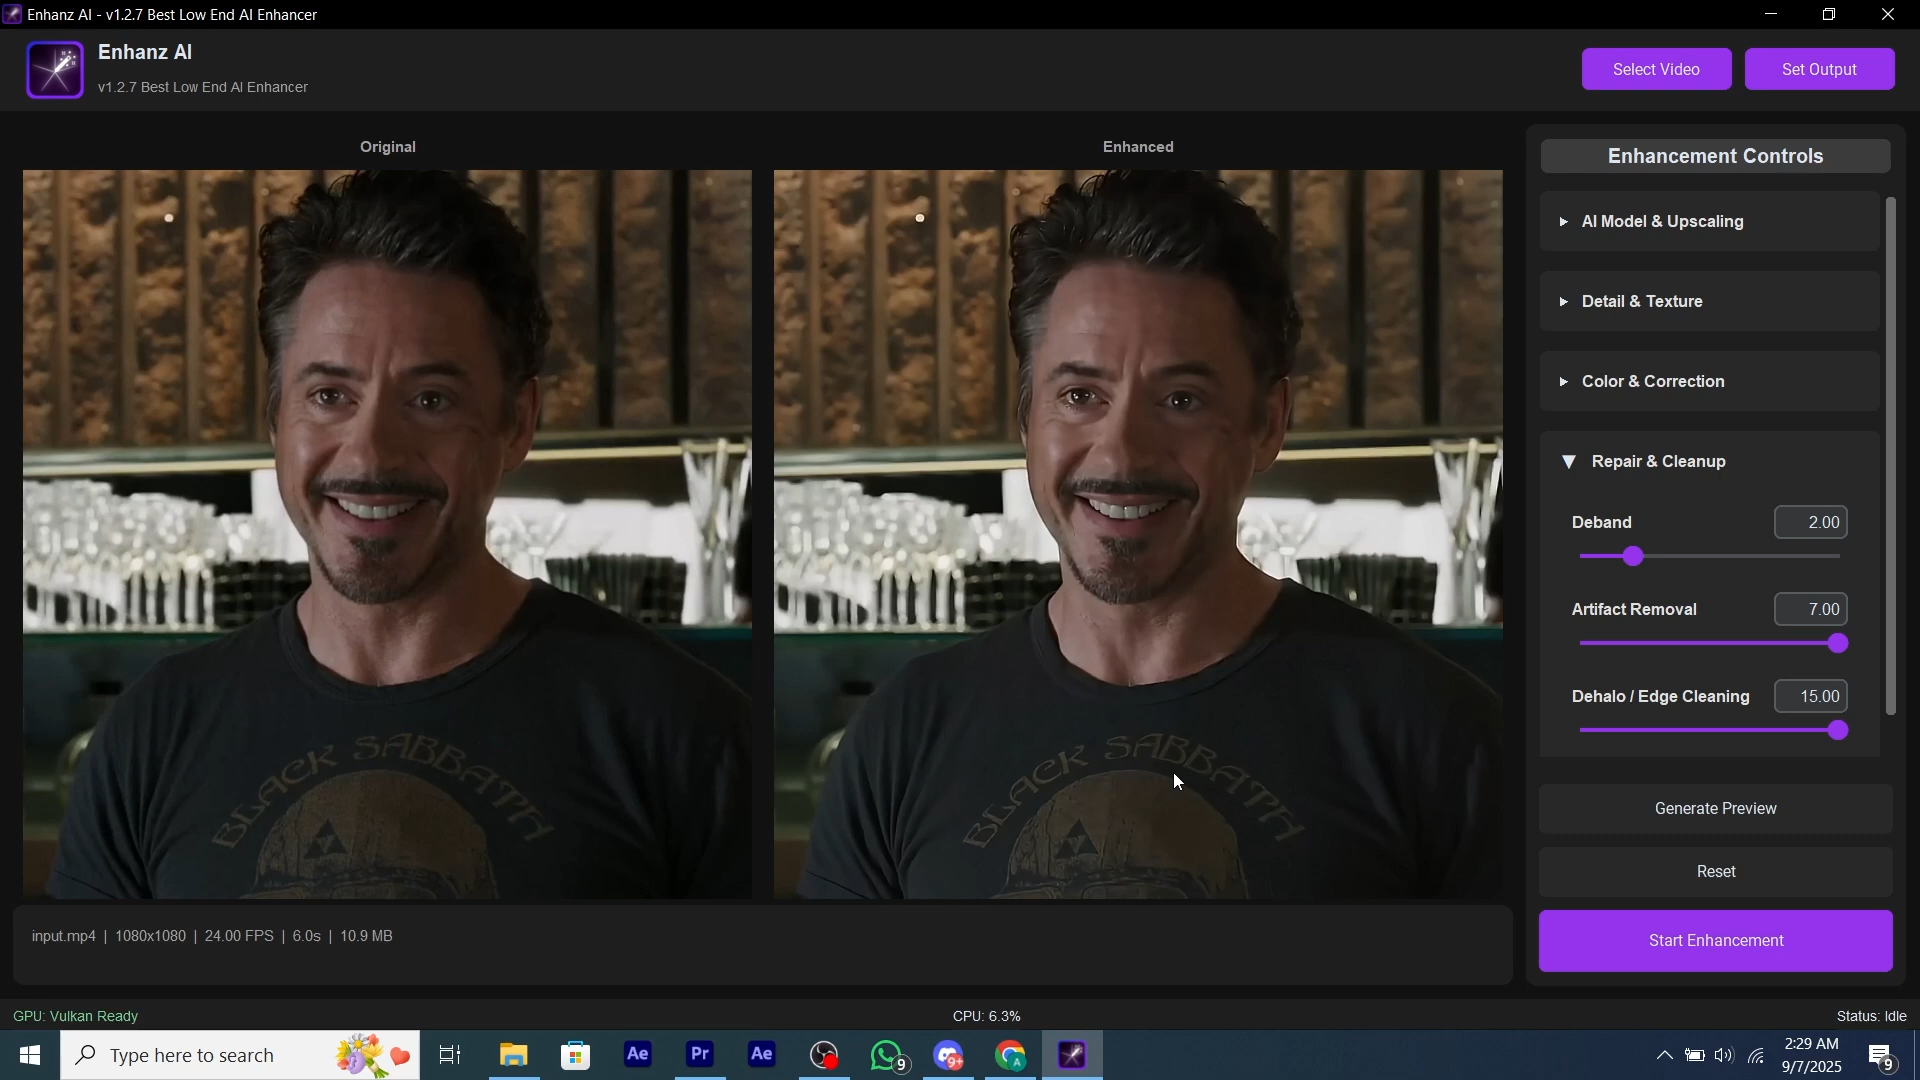 Enhanz AI - v1.2.7 Best Low End AI Enhancer
Enhanz AI
v1.2.7 Best Low End AI Enhancer
Select Video
Set Output
Original
Enhanced
BLACK SABBATH
BLACK SABBATH
Enhancement Controls
AI Model & Upscaling
Detail & Texture
Color & Correction
Repair & Cleanup
Deband
2.00
Artifact Removal
7.00
Dehalo / Edge Cleaning
15.00
Generate Preview
Reset
Start Enhancement
input.mp4 | 1080x1080 | 24.00 FPS | 6.0s | 10.9 MB
GPU: Vulkan Ready
CPU: 6.3%
Status: Idle
Type here to search
Ae
Pr
Ae
9
9+
A
2:29 AM
9/7/2025
9